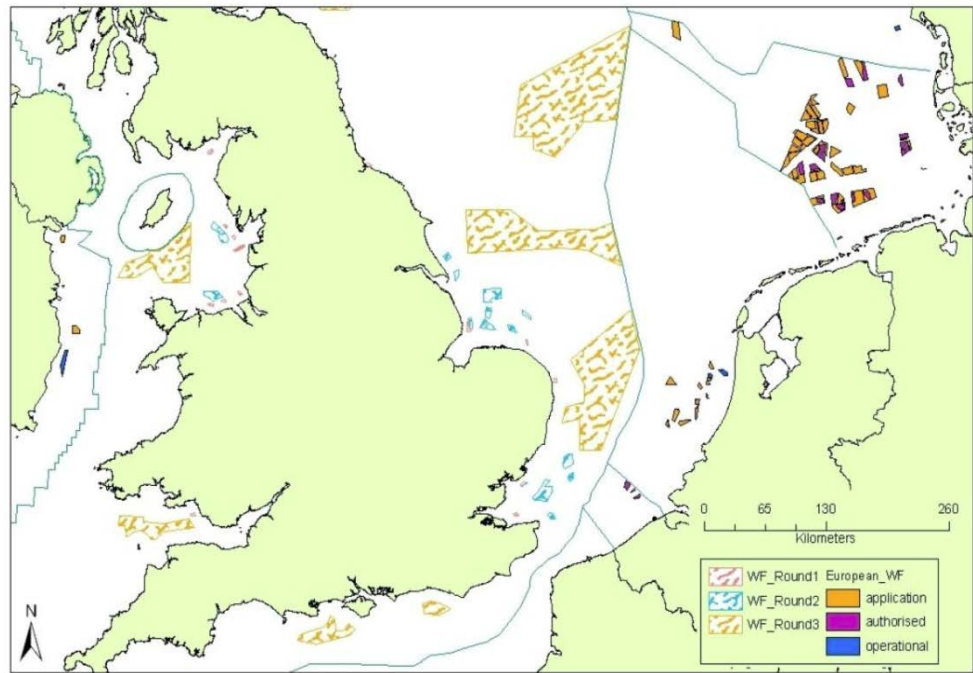 0 65 130 260
Kilometers
N
WF_Round1 European_WF
WF_Round2 application
WF_Round3 authorised
operational